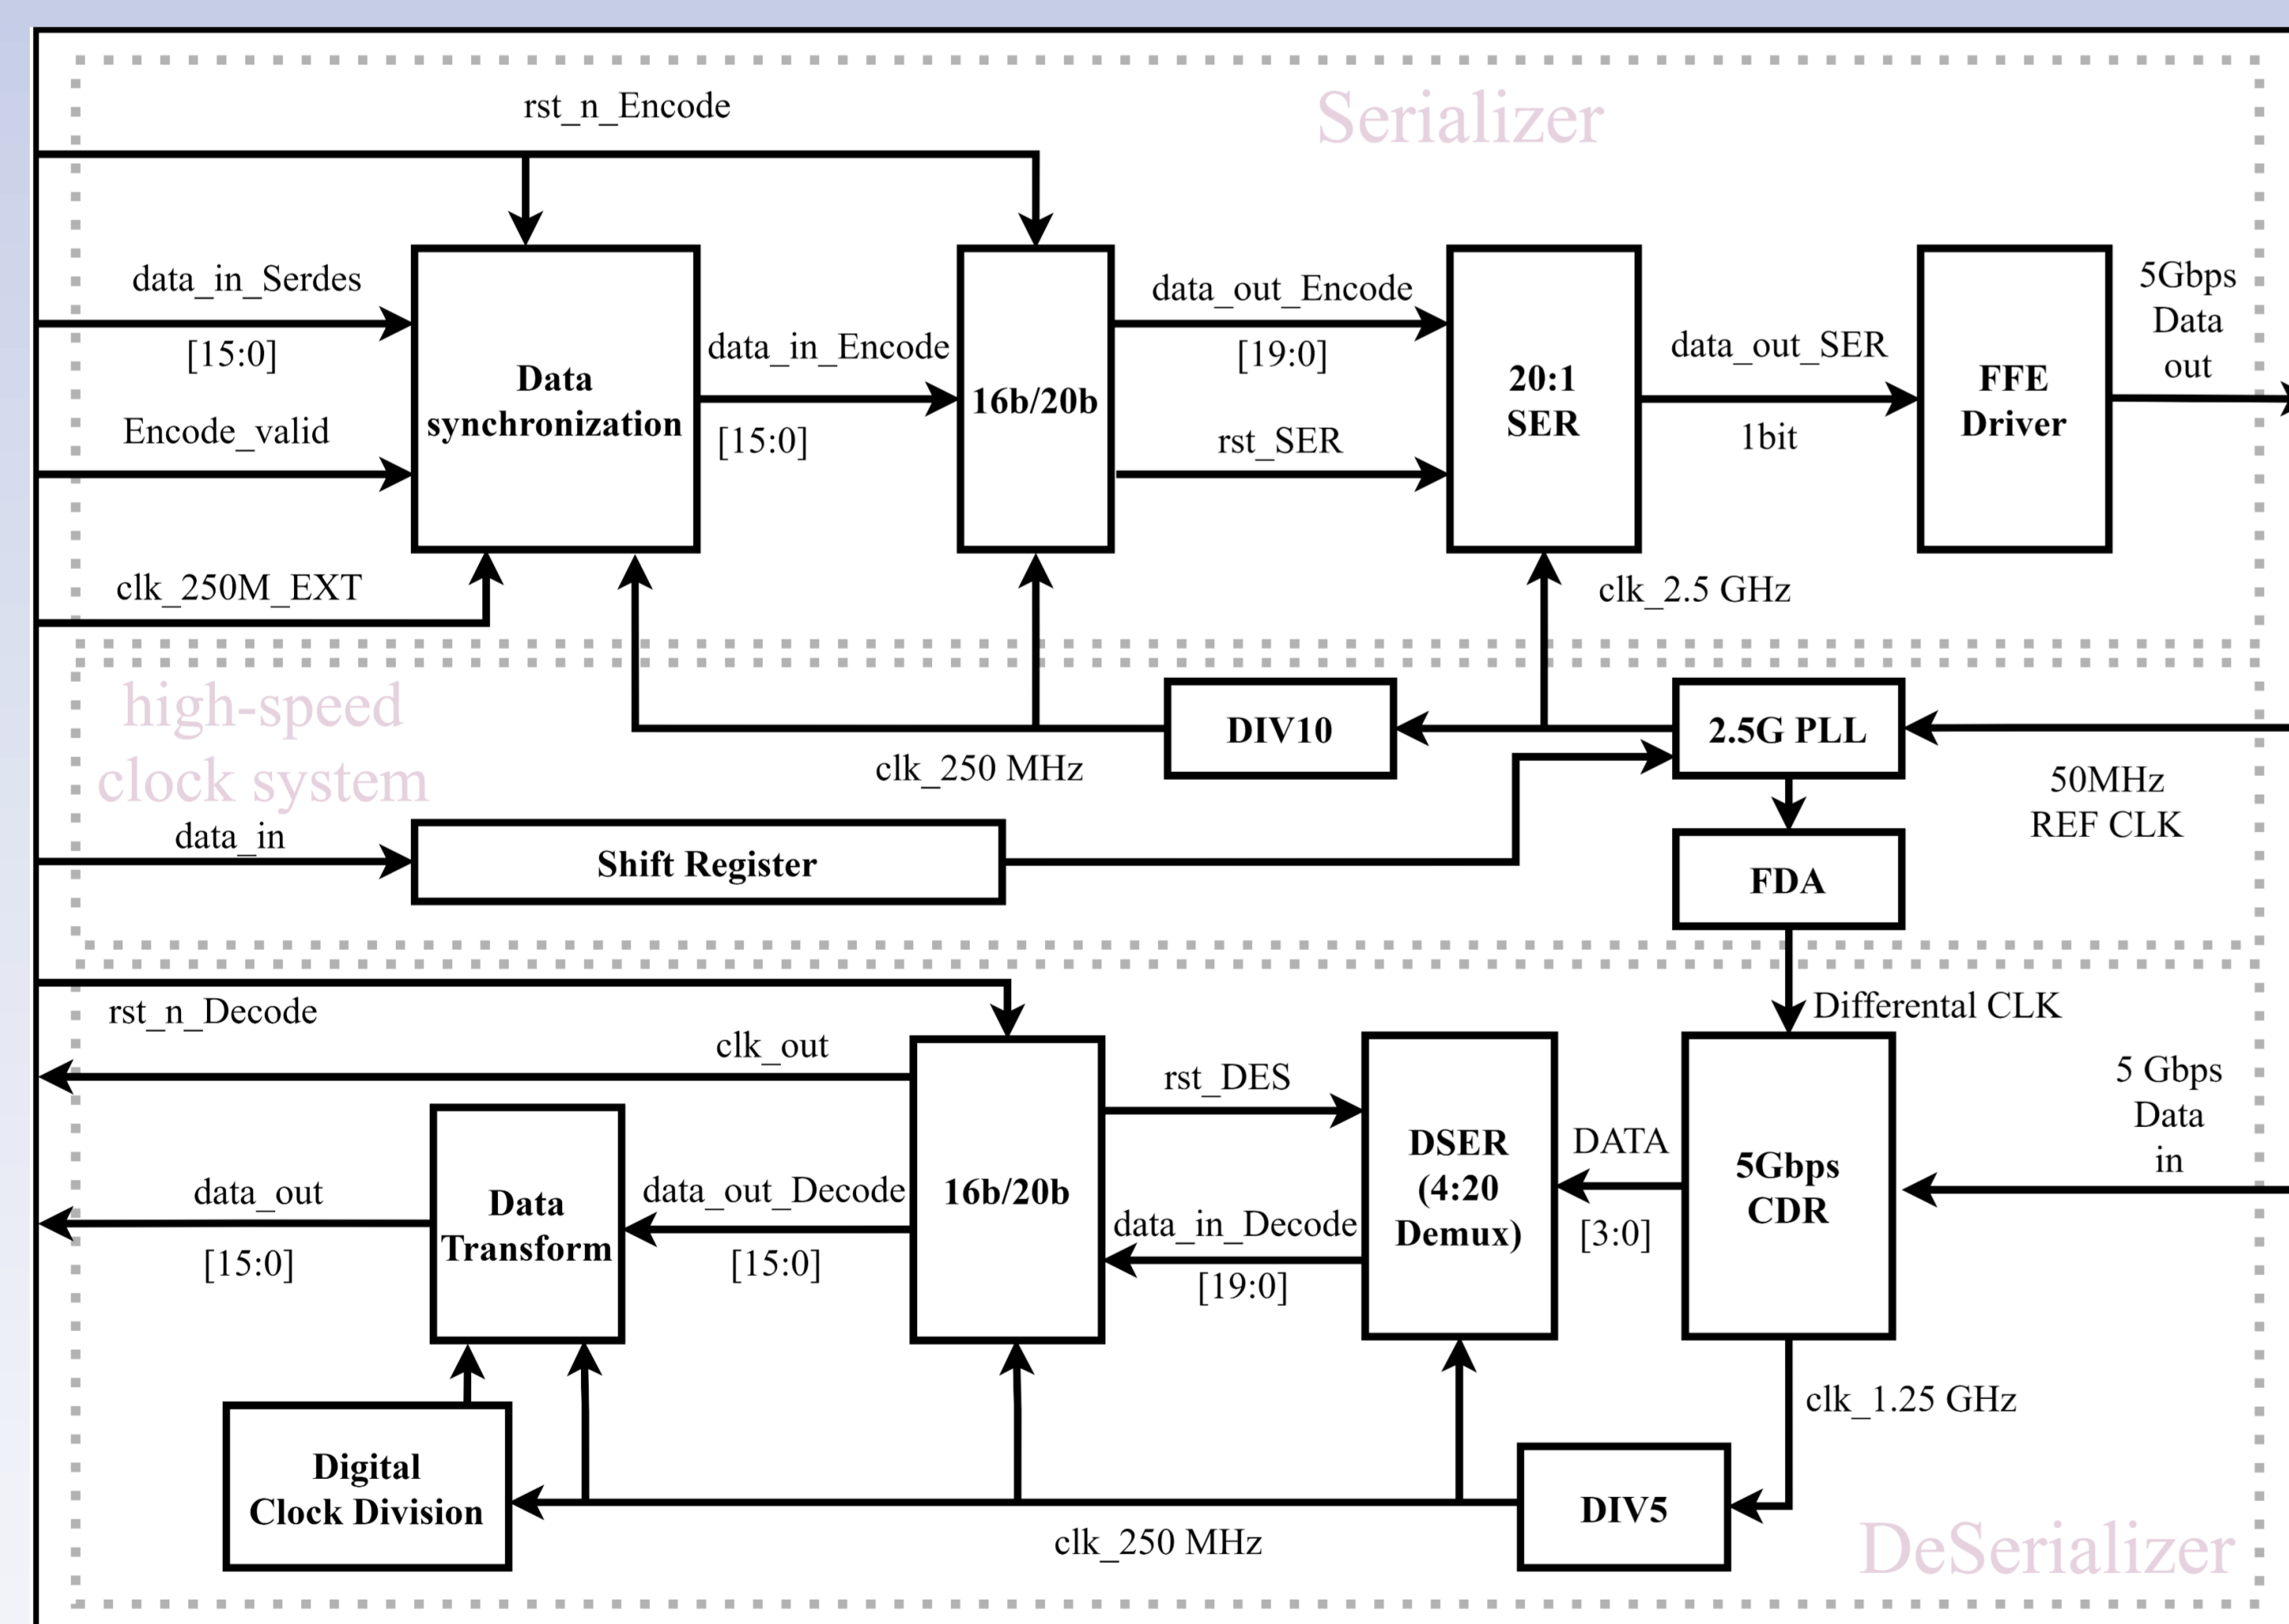 Serializer
rst_n_Encode
data_in_Serdes
[15:0]
Encode_valid
clk_250M_EXT
Data
synchronization
data_in_Encode
[15:0]
16b/20b
data_out_Encode
[19:0]
rst_SER
20:1
SER
data_out_SER
1bit
FFE
Driver
5Gbps
Data
out
clk_2.5 GHz
high-speed
clock system
DIV10
2.5G PLL
clk_250 MHz
50MHz
REF CLK
data_in
Shift Register
FDA
rst_n_Decode
Differental CLK
clk_out
data_out
[15:0]
Data
Transform
data_out_Decode
[15:0]
16b/20b
rst_DES
data_in_Decode
[19:0]
DSER
(4:20
Demux)
DATA
[3:0]
5Gbps
CDR
5 Gbps
Data
in
clk_1.25 GHz
Digital
Clock Division
clk_250 MHz
DIV5
DeSerializer